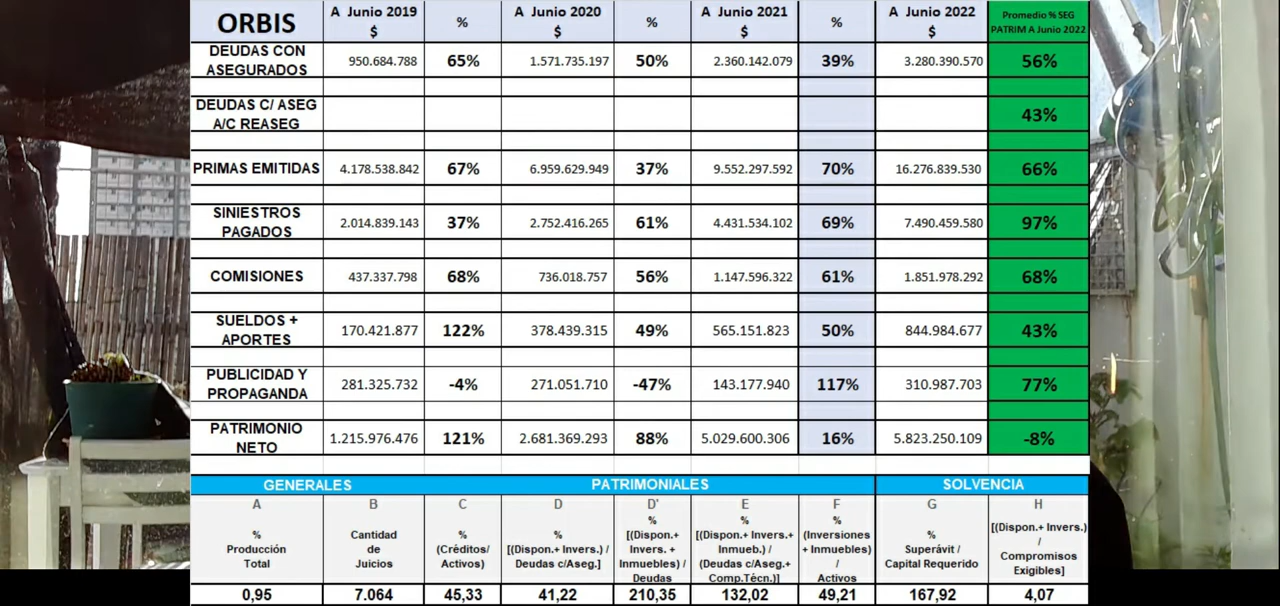 ORBIS
A Junio 2019 $
%
A Junio 2020 $
%
A Junio 2021 $
%
A Junio 2022 $
Promedio % SEG PATRIM A Junio 2022
DEUDAS CON ASEGURADOS 950.684.788 65% 1.571.735.197 50% 2.360.142.079 39% 3.280.390.570 56%
DEUDAS C/ ASEG A/C REASEG 43%
PRIMAS EMITIDAS 4.178.538.842 67% 6.959.629.949 37% 9.552.297.592 70% 16.276.839.530 66%
SINIESTROS PAGADOS 2.014.839.143 37% 2.752.416.265 61% 4.431.534.102 69% 7.490.459.580 97%
COMISIONES 437.337.798 68% 736.018.757 56% 1.147.596.322 61% 1.851.978.292 68%
SUELDOS + APORTES 170.421.877 122% 378.439.315 49% 565.151.823 50% 844.984.677 43%
PUBLICIDAD Y PROPAGANDA 281.325.732 -4% 271.051.710 -47% 143.177.940 117% 310.987.703 77%
PATRIMONIO NETO 1.215.976.476 121% 2.681.369.293 88% 5.029.600.306 16% 5.823.250.109 -8%
GENERALES PATRIMONIALES SOLVENCIA
A B C D D' E F G H
% Producción Total
Cantidad de Juicios
% (Créditos/ Activos)
% [(Dispon.+ Invers.) / Deudas c/Aseg.]
% [(Dispon.+ Invers. + Inmuebles) / Deudas
% [(Dispon.+ Invers.+ Inmueb.) / (Deudas c/Aseg.+ Comp.Técn.)]
% (Inversiones + Inmuebles) / Activos
% Superávit / Capital Requerido
[(Dispon.+ Invers.) / Compromisos Exigibles]
0,95 7.064 45,33 41,22 210,35 132,02 49,21 167,92 4,07